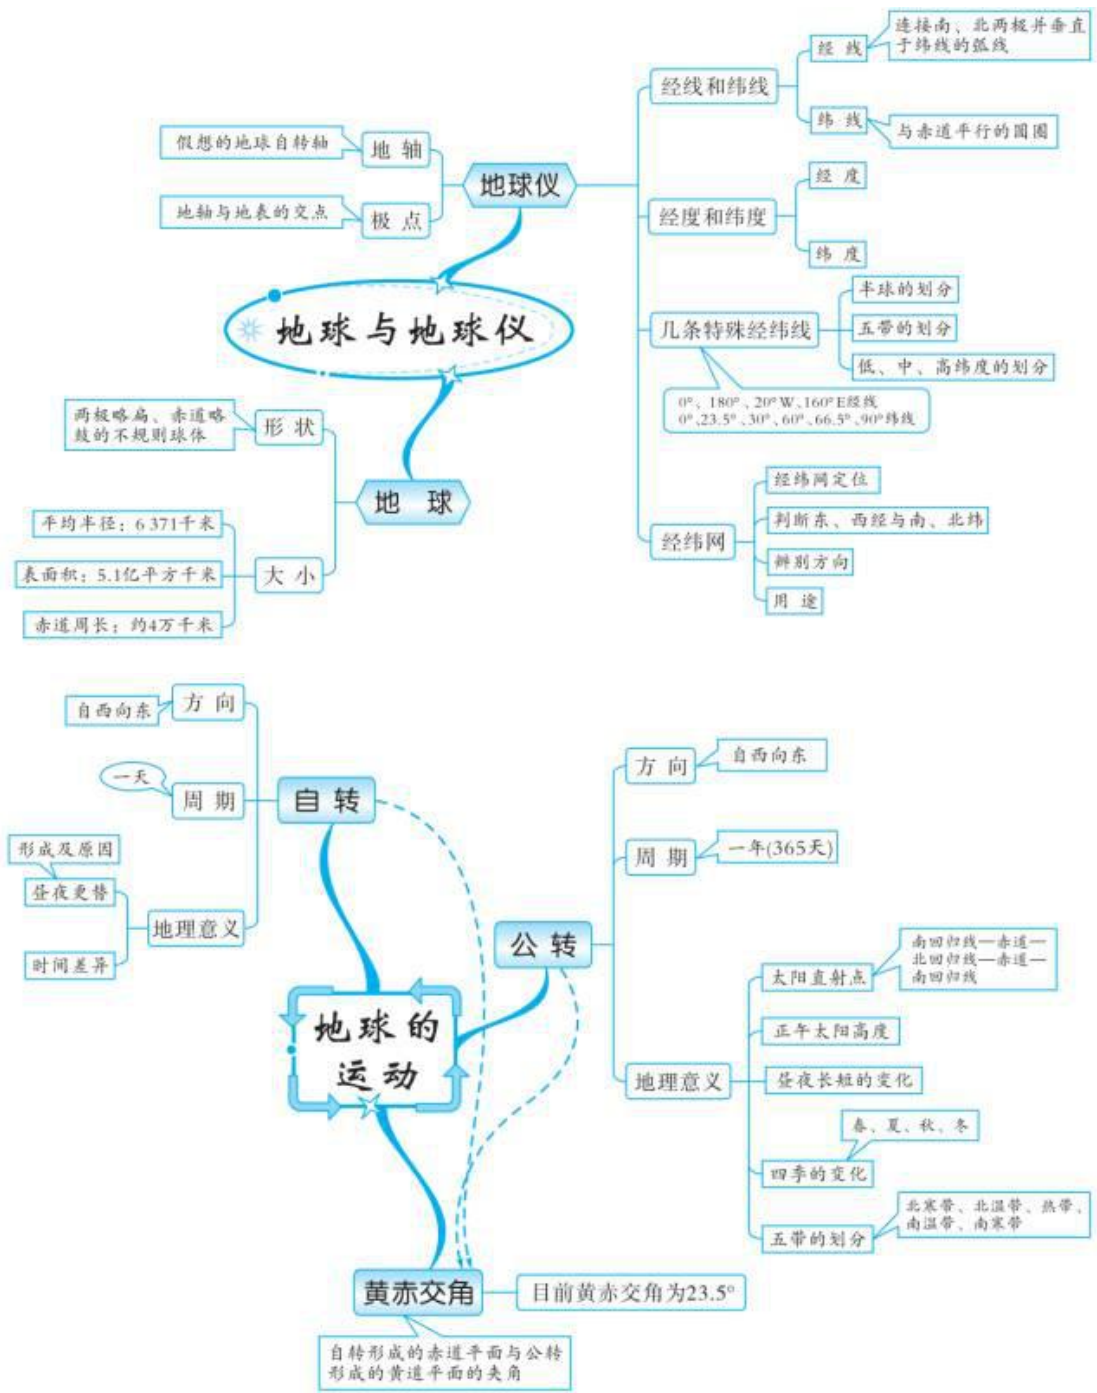 地球与地球仪
地球仪
地 轴
假想的地球自转轴
极 点
地轴与地表的交点
经线和纬线
经 线
连接南、北两极并垂直
于纬线的弧线
纬 线
与赤道平行的圆圈
经度和纬度
经 度
纬 度
几条特殊经纬线
半球的划分
五带的划分
低、中、高纬度的划分
0°、180°、20°W、160°E经线
0°、23.5°、30°、60°、66.5°、90°纬线
经纬网
经纬网定位
判断东、西经与南、北纬
辨别方向
用 途
地 球
形 状
两极略扁、赤道略
鼓的不规则球体
大 小
平均半径：6 371千米
表面积：5.1亿平方千米
赤道周长：约4万千米
地球的
运动
自 转
方 向
自西向东
周 期
一天
地理意义
昼夜更替
形成及原因
时间差异
公 转
方 向
自西向东
周 期
一年(365天)
地理意义
太阳直射点
南回归线—赤道—
北回归线—赤道—
南回归线
正午太阳高度
昼夜长短的变化
四季的变化
春、夏、秋、冬
五带的划分
北寒带、北温带、热带、
南温带、南寒带
黄赤交角
目前黄赤交角为23.5°
自转形成的赤道平面与公转
形成的黄道平面的夹角